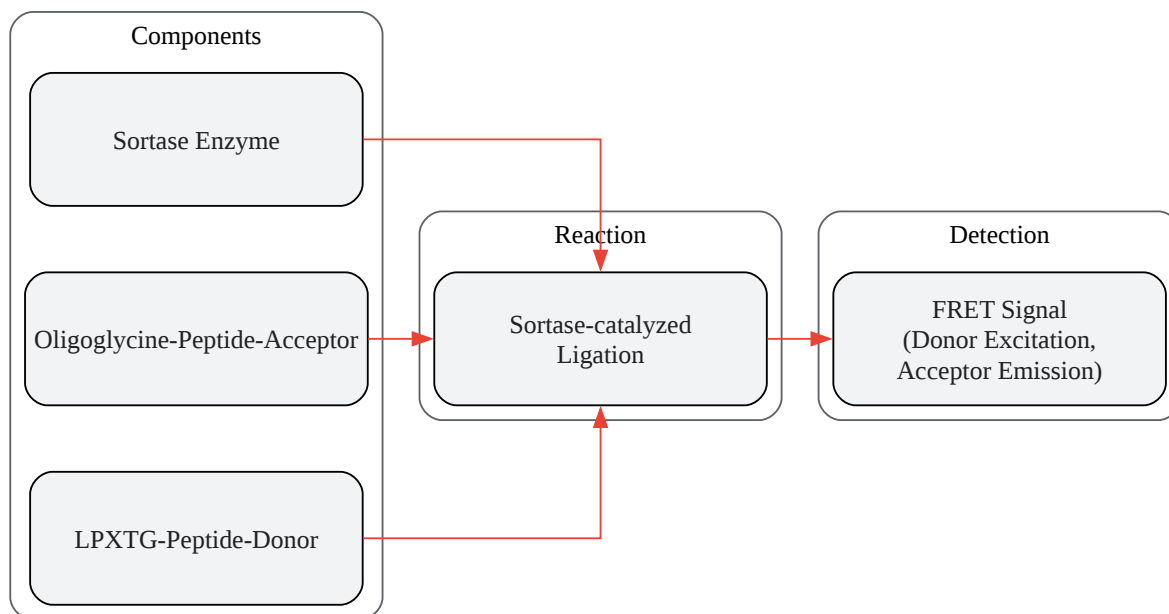 Components
Sortase Enzyme
Oligoglycine-Peptide-Acceptor
LPXTG-Peptide-Donor
Reaction
Sortase-catalyzed
Ligation
Detection
FRET Signal
(Donor Excitation,
Acceptor Emission)